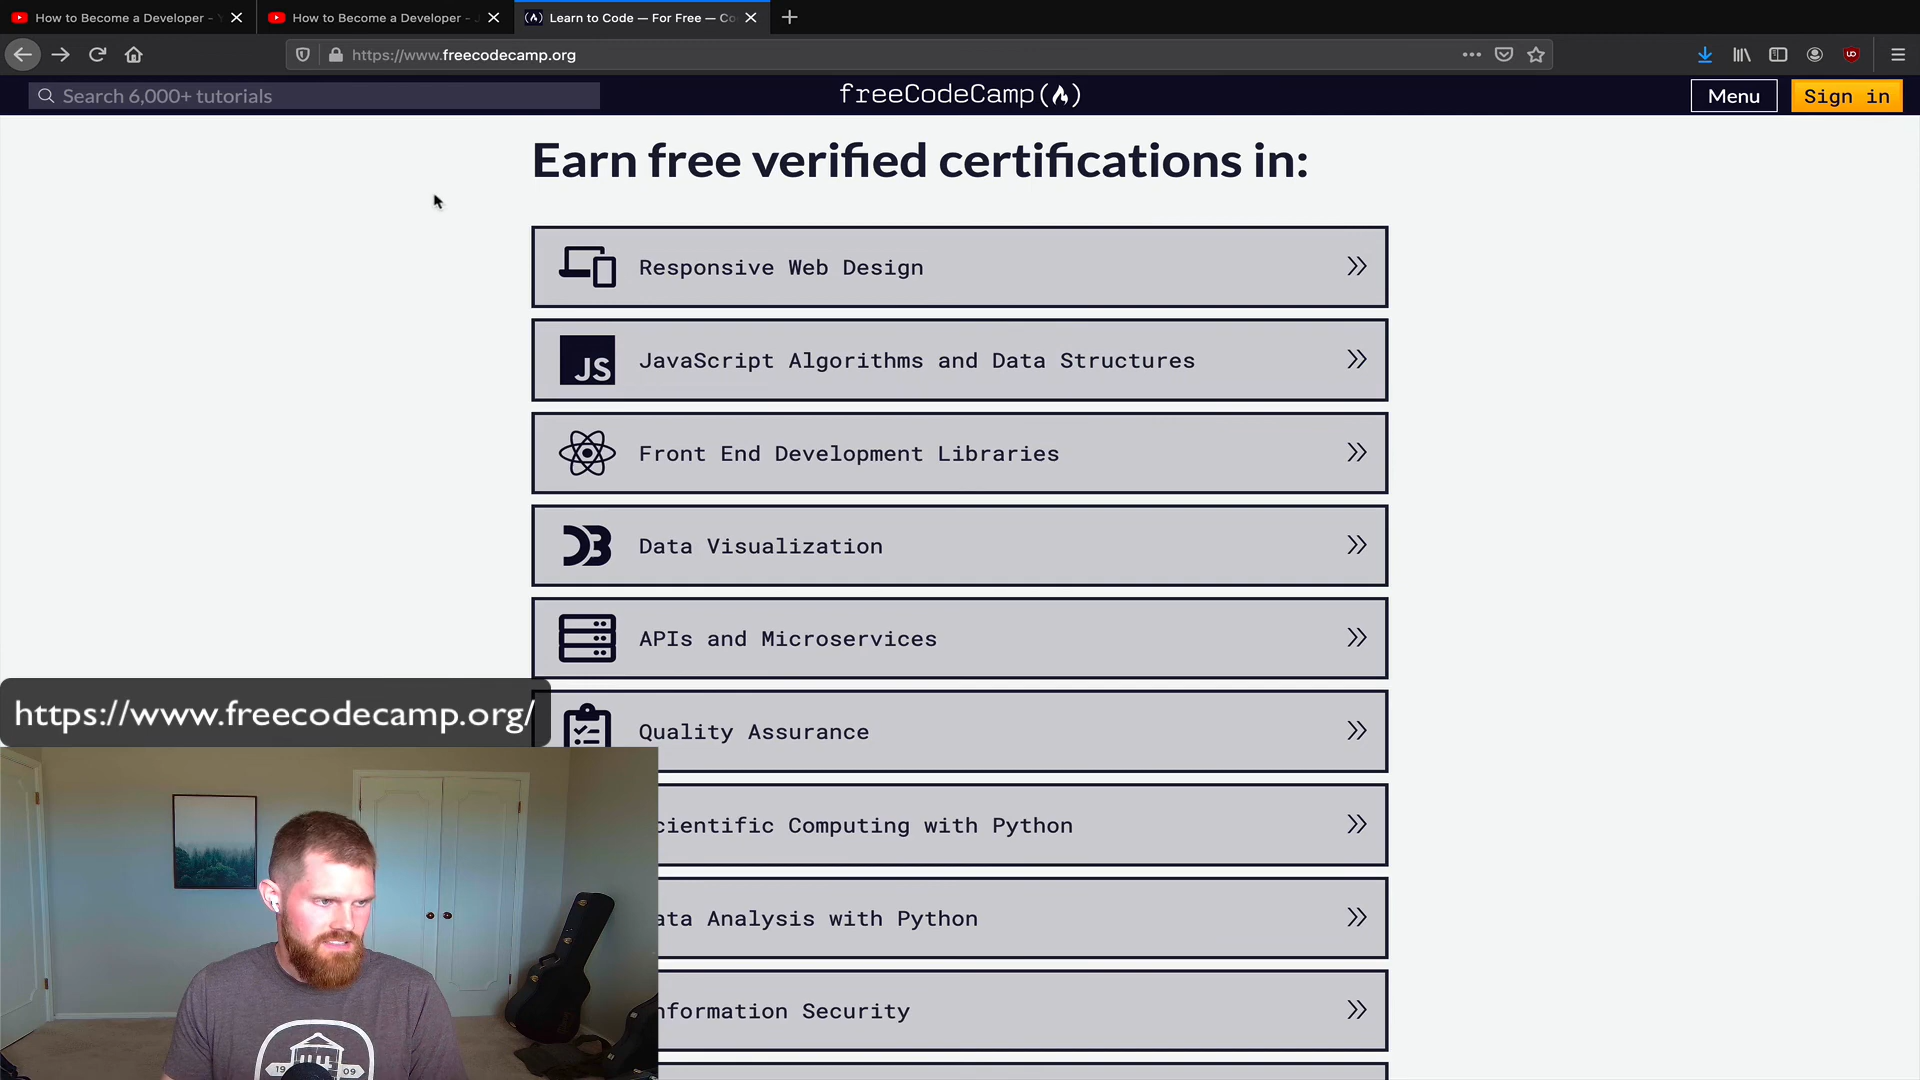 How to Become a Developer -
How to Become a Developer -
Learn to Code — For Free — Co
https://www.freecodecamp.org
Search 6,000+ tutorials
freeCodeCamp
Menu
Sign in
Earn free verified certifications in:
Responsive Web Design
JS
JavaScript Algorithms and Data Structures
Front End Development Libraries
D3
Data Visualization
APIs and Microservices
https://www.freecodecamp.org/
Quality Assurance
cientific Computing with Python
ata Analysis with Python
nformation Security
19
09